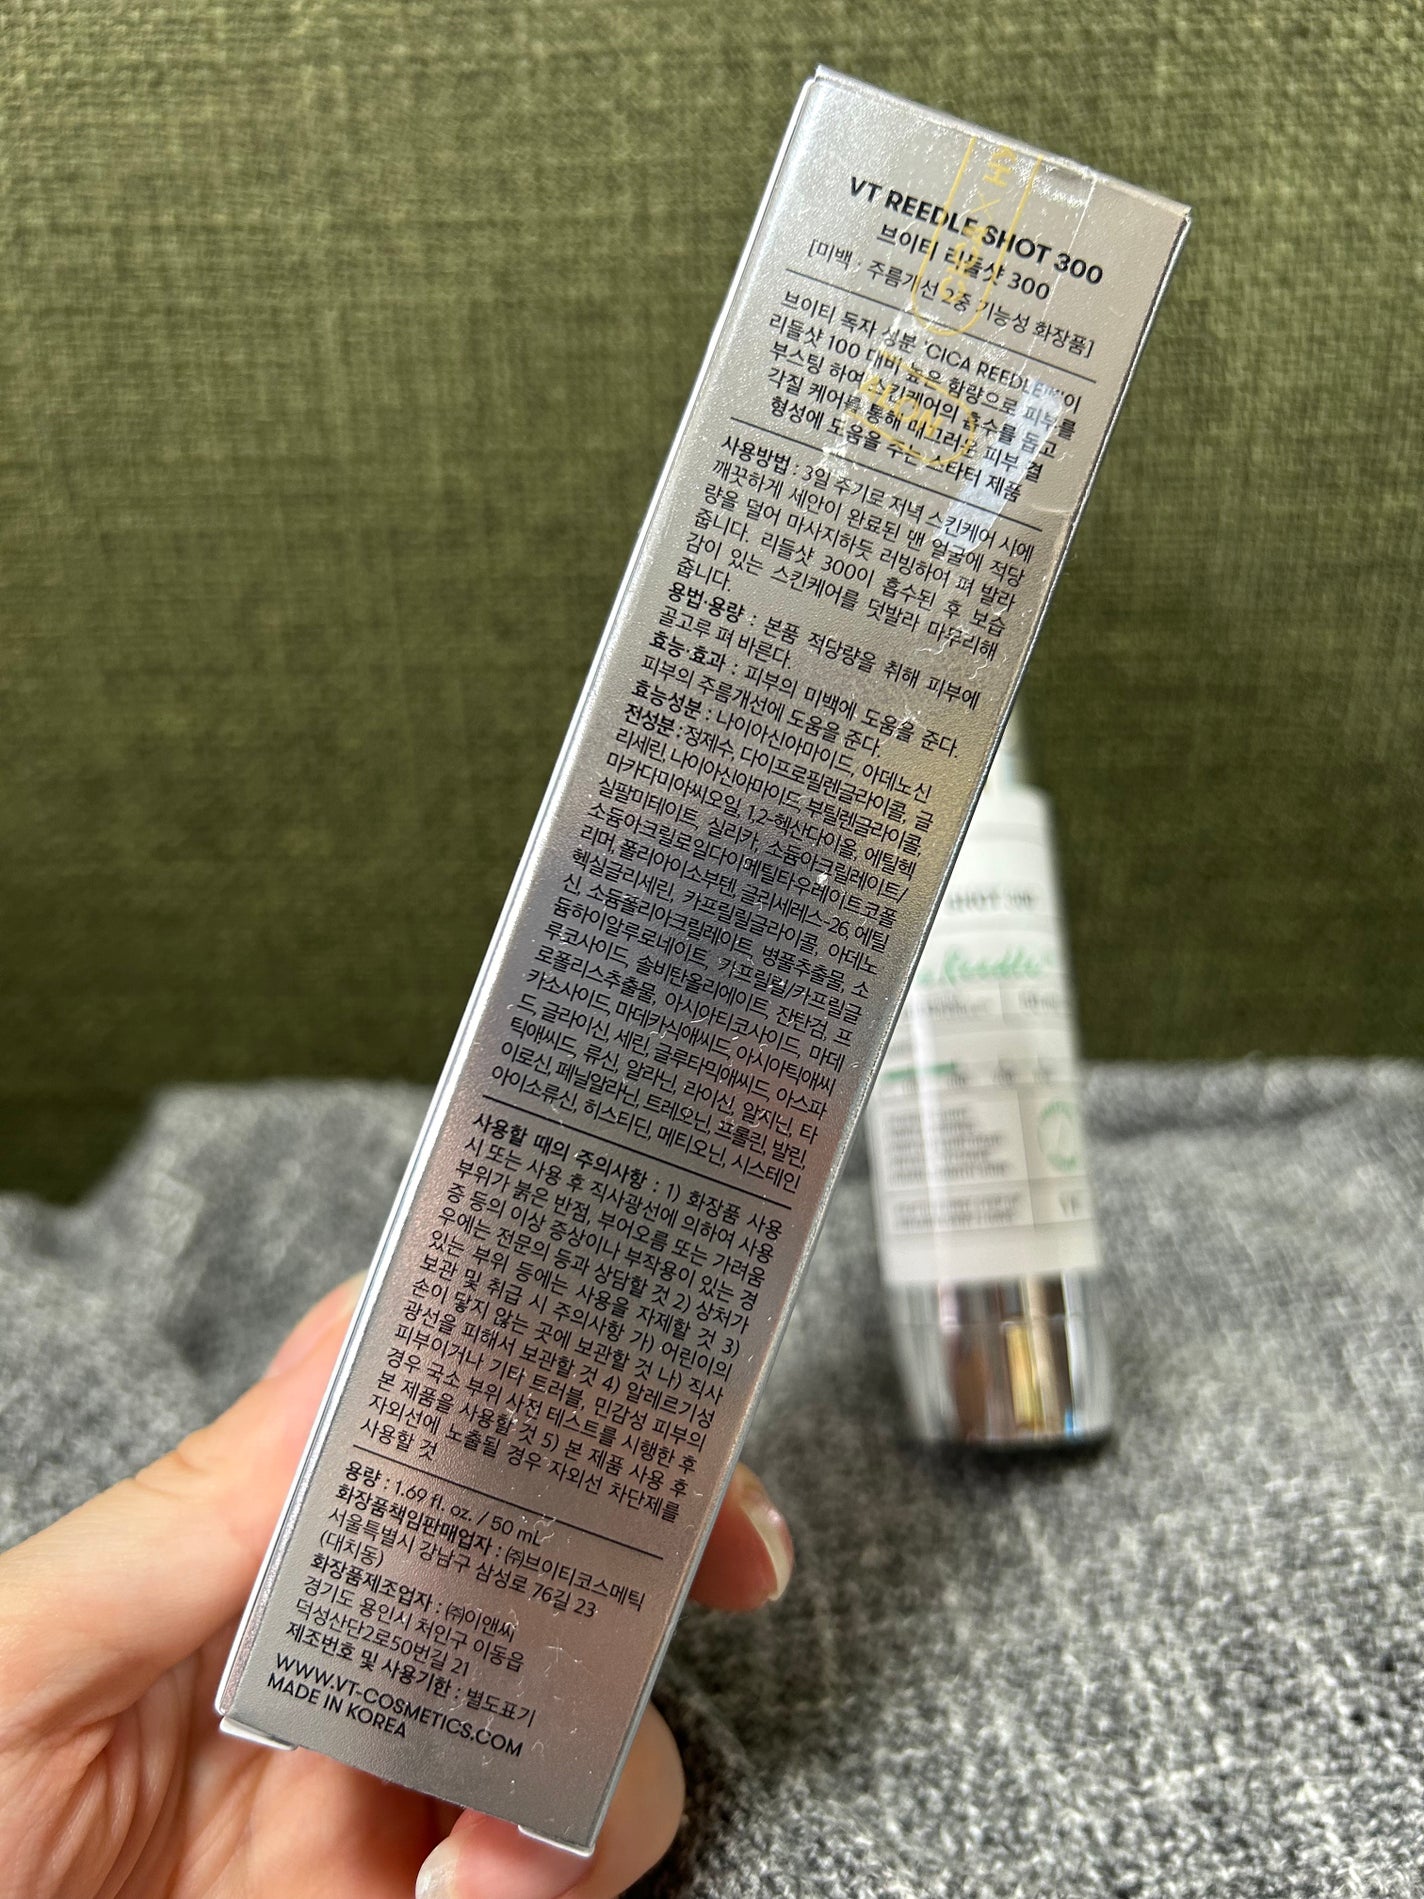 VT REEDLE SHOT 300
브이티 리들샷 300
[미백 · 주름개선 2중 기능성 화장품]
브이티 독자 성분 'CICA REEDLE 이
리들샷 100 대비 높은 함량으로 피부를
부스팅 하여 스킨케어의 흡수를 돕고
각질 케어를 통해 매끄러운 피부 결
형성에 도움을 주는 스타터 제품
사용방법 : 3일 주기로 저녁 스킨케어 시에
깨끗하게 세안이 완료된 맨 얼굴에 적당
량을 덜어 마사지하듯 러빙하여 펴 발라
줍니다. 리들샷 300이 흡수된 후 보습
감이 있는 스킨케어를 덧발라 마무리해
줍니다.
용법·용량 : 본품 적당량을 취해 피부에
골고루 펴 바른다.
효능·효과 : 피부의 미백에 도움을 준다.
피부의 주름개선에 도움을 준다.
효능성분 : 나이아신아마이드, 아데노신
전성분 : 정제수, 다이프로필렌글라이콜, 글
리세린, 나이아신아마이드, 부틸렌글라이콜,
마카다미아씨오일, 1,2-헥산다이올, 에틸헥
실팔미테이트, 실리카, 소듐아크릴레이트/
소듐아크릴로일다이메틸타우레이트코폴
리머, 폴리아이소부텐, 글리세레스-26, 에틸
헥실글리세린, 카프릴릴글라이콜, 아데노
신, 소듐폴리아크릴레이트, 병풀추출물, 소
듐하이알루로네이트, 카프릴릴/카프릴글
루코사이드, 솔비탄올리에이트, 잔탄검, 프
로폴리스추출물, 아시아티코사이드, 마데
카소사이드, 마데카식애씨드, 아시아틱애씨
드, 글라이신, 세린, 글루타믹애씨드, 아스파
틱애씨드, 류신, 알라닌, 라이신, 알지닌, 타
이로신, 페닐알라닌, 트레오닌, 프롤린, 발린,
아이소류신, 히스티딘, 메티오닌, 시스테인
사용할 때의 주의사항 : 1) 화장품 사용
시 또는 사용 후 직사광선에 의하여 사용
부위가 붉은 반점, 부어오름 또는 가려움
증 등의 이상 증상이나 부작용이 있는 경
우에는 전문의 등과 상담할 것 2) 상처가
있는 부위 등에는 사용을 자제할 것 3)
보관 및 취급 시 주의사항 가) 어린이의
손이 닿지 않는 곳에 보관할 것 나) 직사
광선을 피해서 보관할 것 4) 알레르기성
피부이거나 기타 트러블, 민감성 피부의
경우 국소 부위 사전 테스트를 시행한 후
본 제품을 사용할 것 5) 본 제품 사용 후
자외선에 노출될 경우 자외선 차단제를
사용할 것
용량 : 1.69 fl. oz. / 50 mL
화장품책임판매업자 : ㈜브이티코스메틱
서울특별시 강남구 삼성로 76길 23
(대치동)
화장품제조업자 : ㈜이앤씨
경기도 용인시 처인구 이동읍
덕성산단2로50번길 21
제조번호 및 사용기한 : 별도표기
WWW.VT-COSMETICS.COM
MADE IN KOREA
SHOT 300
Reedle